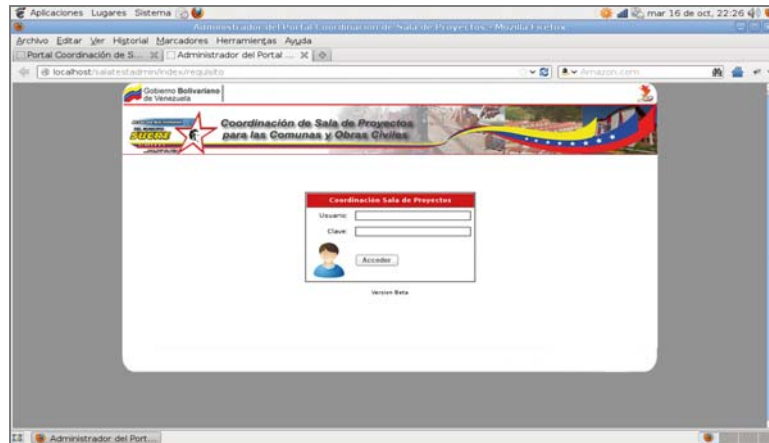 Aplicaciones Lugares Sistema
mar 16 de oct, 22:26
Administrador del Portal Coordinación de Sala de Proyectos - Mozilla Firefox
Archivo Editar Ver Historial Marcadores Herramientas Ayuda
Portal Coordinación de S...
Administrador del Portal ...
localhost/salatestadmin/index/requisito
Amazon.com
Gobierno Bolivariano
de Venezuela
SUCRE
Coordinación de Sala de Proyectos
para las Comunas y Obras Civiles
Coordinación Sala de Proyectos
Usuario:
Clave:
Acceder
Version Beta
Administrador del Port...